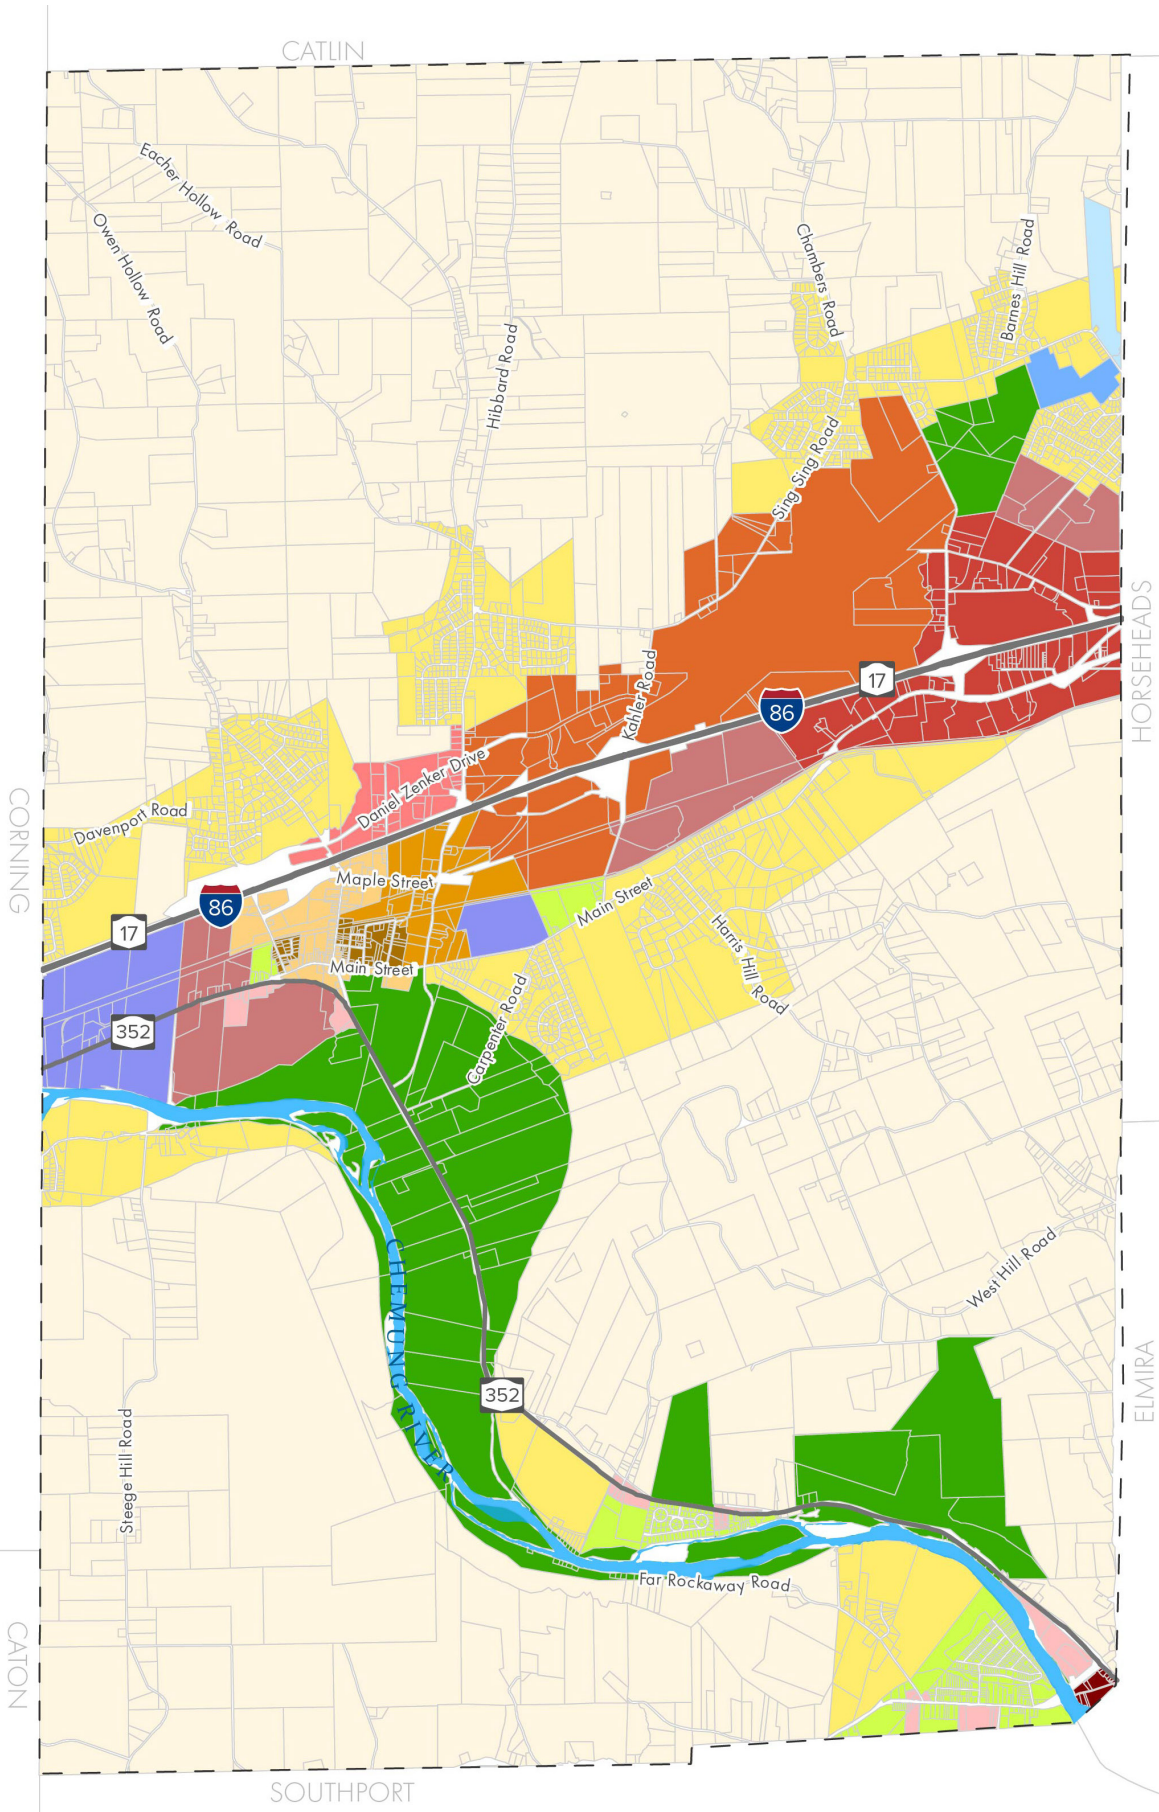 CATLIN
Eacher Hollow Road
Owen Hollow Road
Hibbard Road
Chambers Road
Barnes Hill Road
Sing Sing Road
HORSEHEADS
Kahler Road
17
86
Daniel Zenker Drive
Davenport Road
CORNING
Maple Street
86
17
Main Street
Harris Hill Road
Main Street
Carpenter Road
352
CHEMUNG RIVER
West Hill Road
ELMIRA
352
Steege Hill Road
Far Rockaway Road
CATON
SOUTHPORT